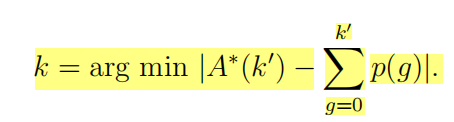 k = arg min |A*(k′) − ∑_{g=0}^{k′} p(g)|.